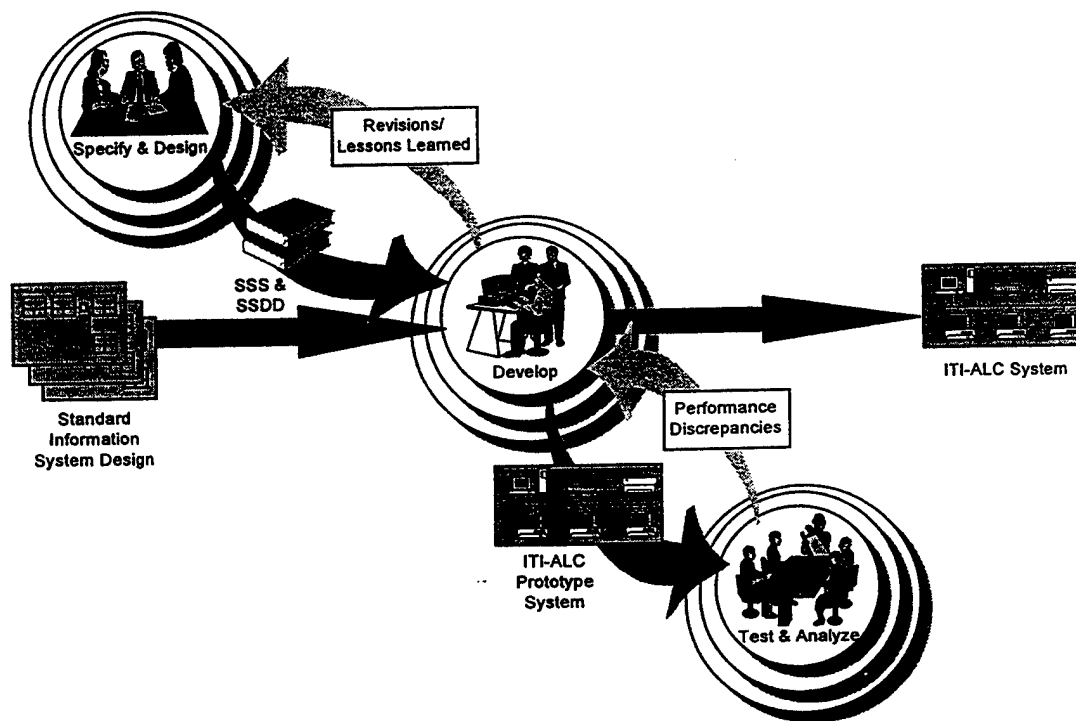 Specify & Design
Revisions/
Lessons Learned
SSS &
SSDD
Standard
Information
System Design
Develop
ITI-ALC System
Performance
Discrepancies
ITI-ALC
Prototype
System
Test & Analyze